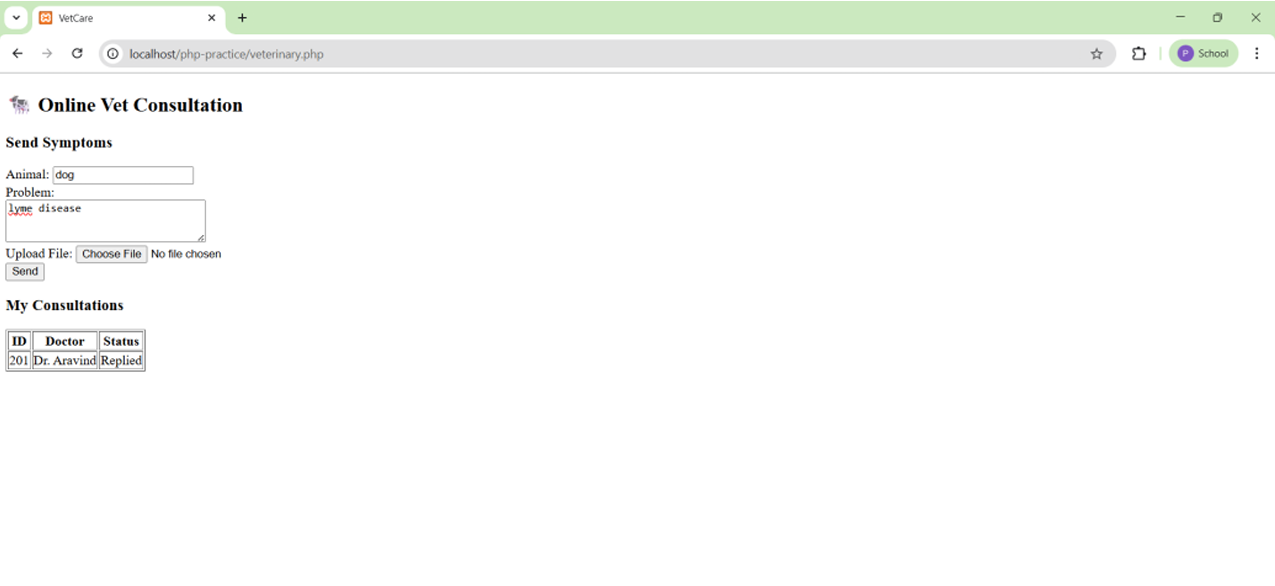 VetCare
localhost/php-practice/veterinary.php
P School
Online Vet Consultation
Send Symptoms
Animal: dog
Problem:
lyme disease
Upload File: Choose File No file chosen
Send
My Consultations
ID Doctor Status
201 Dr. Aravind Replied